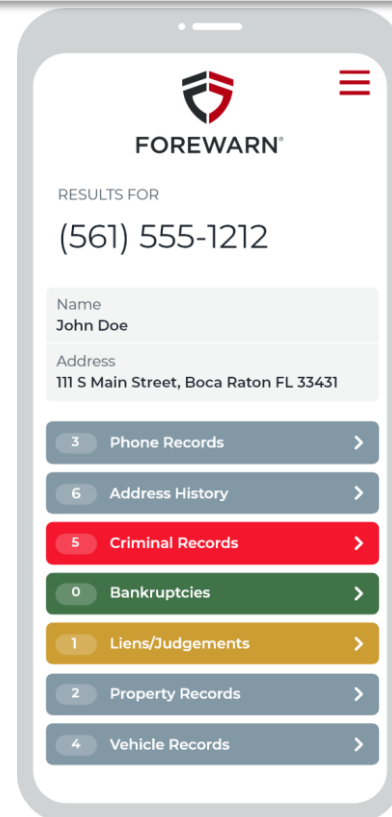 FOREWARN®
RESULTS FOR
(561) 555-1212
Name
John Doe
Address
111 S Main Street, Boca Raton FL 33431
3 Phone Records
6 Address History
5 Criminal Records
0 Bankruptcies
1 Liens/Judgements
2 Property Records
4 Vehicle Records